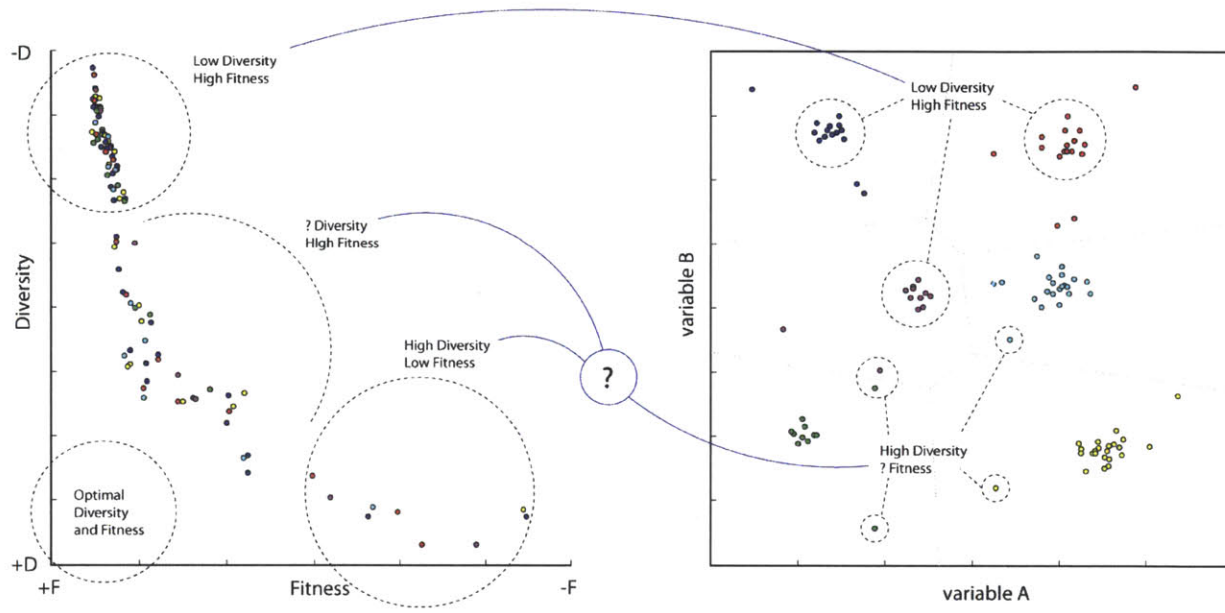 -D
Low Diversity
High Fitness
Low Diversity
High Fitness
? Diversity
HIgh Fitness
Diversity
variable B
High Diversity
Low Fitness
?
High Diversity
? Fitness
Optimal
Diversity
and Fitness
+D
+F
Fitness
-F
variable A